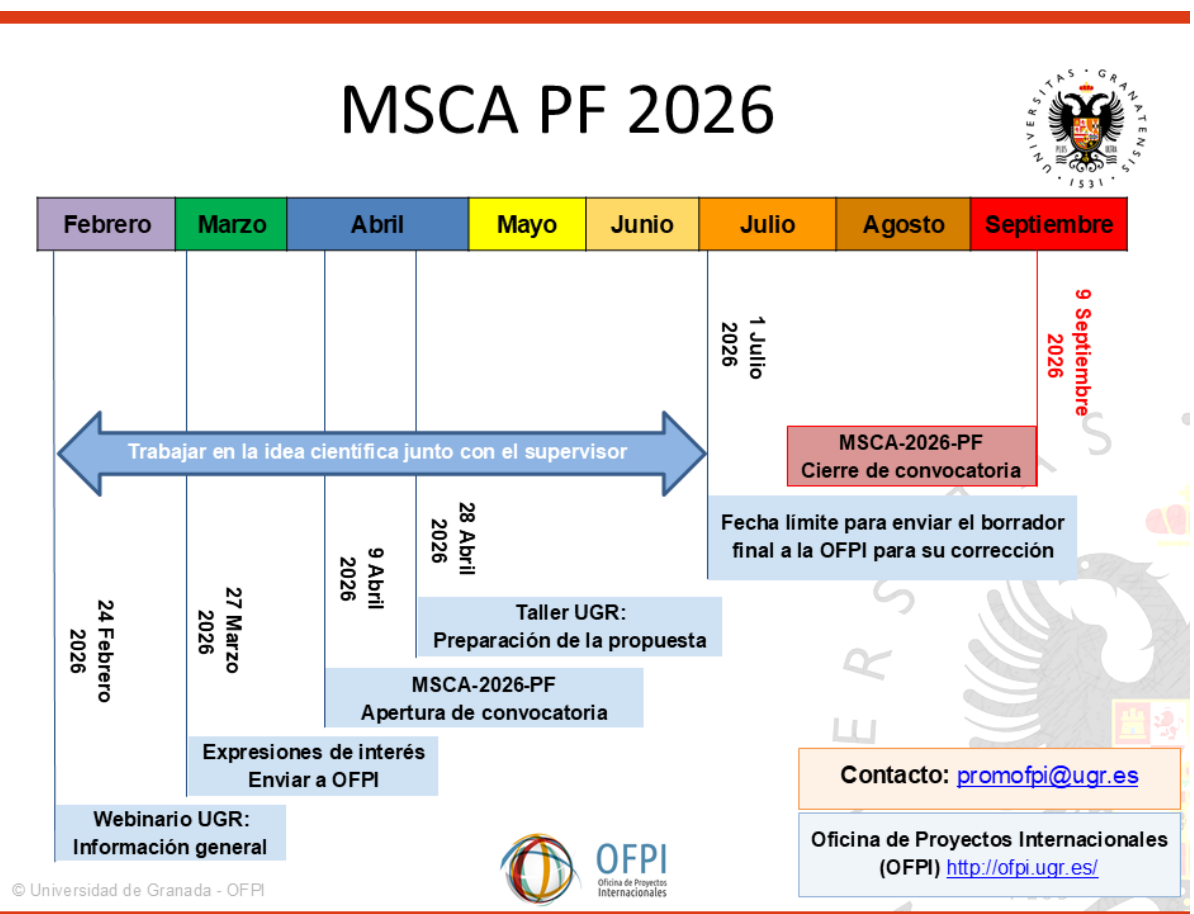 MSCA PF 2026
UNIVERSITAS · GRANATENSIS · 1531 ·
PLUS ULTRA
Febrero
Marzo
Abril
Mayo
Junio
Julio
Agosto
Septiembre
9 Septiembre
2026
1 Julio
2026
Trabajar en la idea científica junto con el supervisor
MSCA-2026-PF
Cierre de convocatoria
Fecha límite para enviar el borrador
final a la OFPI para su corrección
28 Abril
2026
9 Abril
2026
27 Marzo
2026
24 Febrero
2026
Taller UGR:
Preparación de la propuesta
MSCA-2026-PF
Apertura de convocatoria
Expresiones de interés
Enviar a OFPI
Webinario UGR:
Información general
Contacto: promofpi@ugr.es
Oficina de Proyectos Internacionales
(OFPI) http://ofpi.ugr.es/
OFPI
Oficina de Proyectos
Internacionales
© Universidad de Granada - OFPI